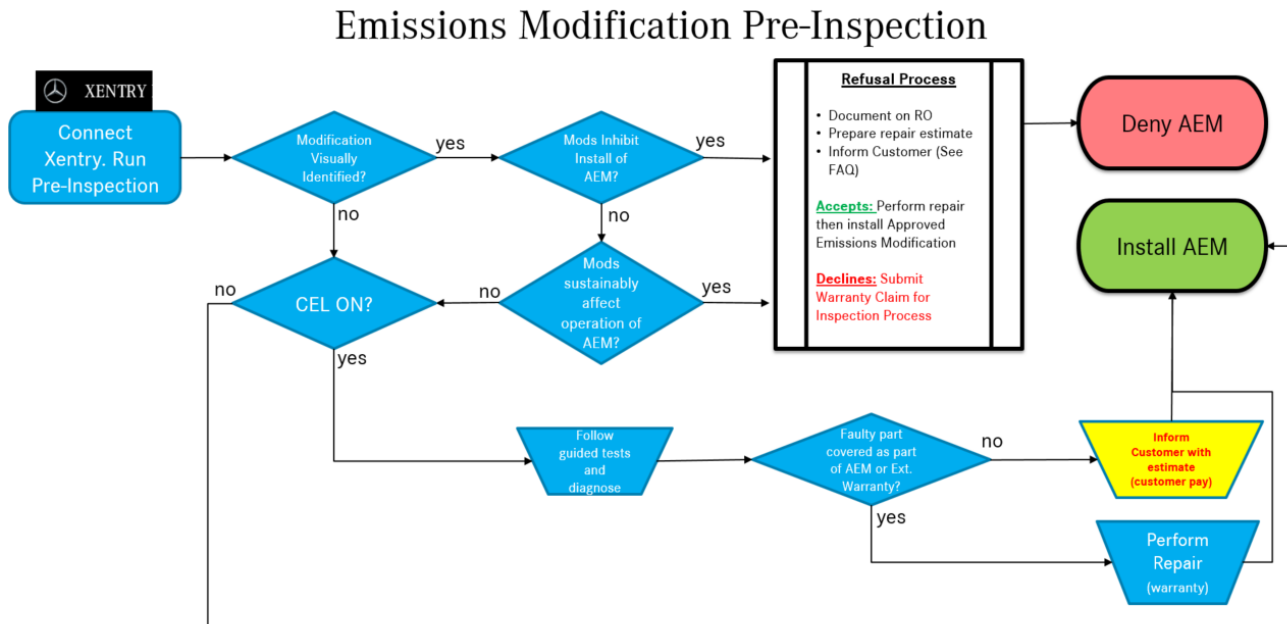 Emissions Modification Pre-Inspection
XENTRY
Connect
Xentry. Run
Pre-Inspection
Modification
Visually
Identified?
yes
Mods Inhibit
Install of
AEM?
yes
Refusal Process
• Document on RO
• Prepare repair estimate
• Inform Customer (See
FAQ)
Accepts: Perform repair
then install Approved
Emissions Modification
Declines: Submit
Warranty Claim for
Inspection Process
Deny AEM
Install AEM
no
no
no
CEL ON?
no
Mods
sustainably
affect
operation of
AEM?
yes
yes
Follow
guided tests
and
diagnose
Faulty part
covered as part
of AEM or Ext.
Warranty?
no
Inform
Customer with
estimate
(customer pay)
yes
Perform
Repair
(warranty)